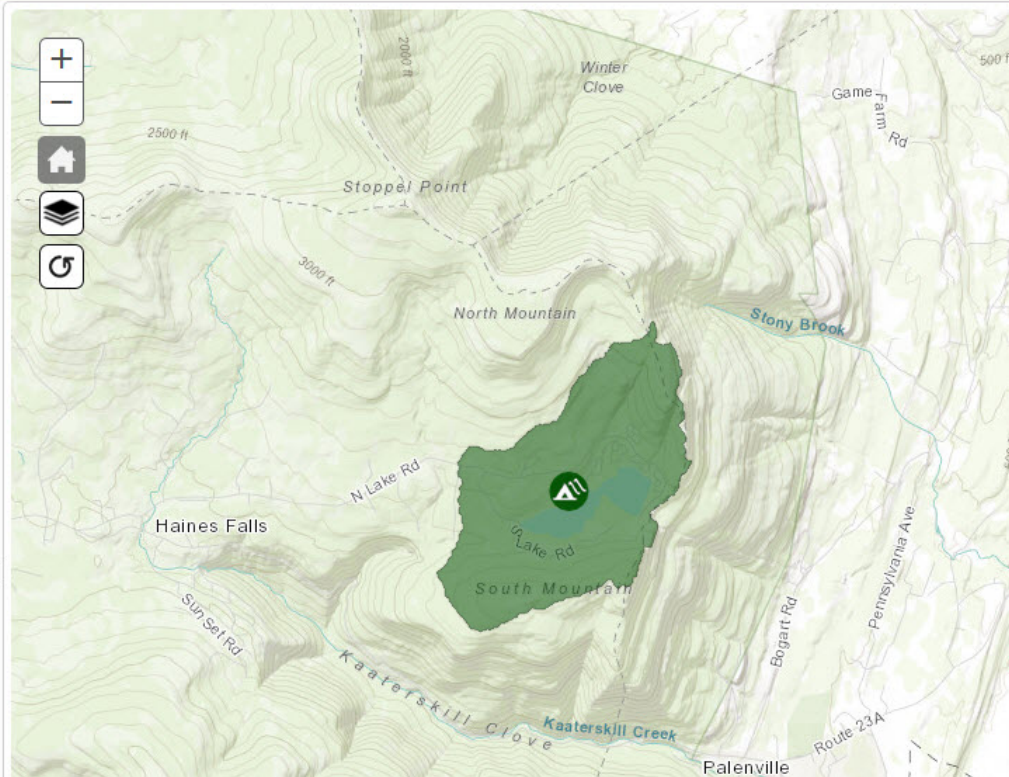 +
2000 ft
Winter
Clove
500 ft
−
Game Farm Rd
2500 ft
Stoppel Point
3000 ft
North Mountain
Stony Brook
N Lake Rd
Haines Falls
S Lake Rd
Pennsylvania Ave
South Mountain
Sun Set Rd
Bogart Rd
Kaaterskill Clove
Kaaterskill Creek
Route 23A
Palenville